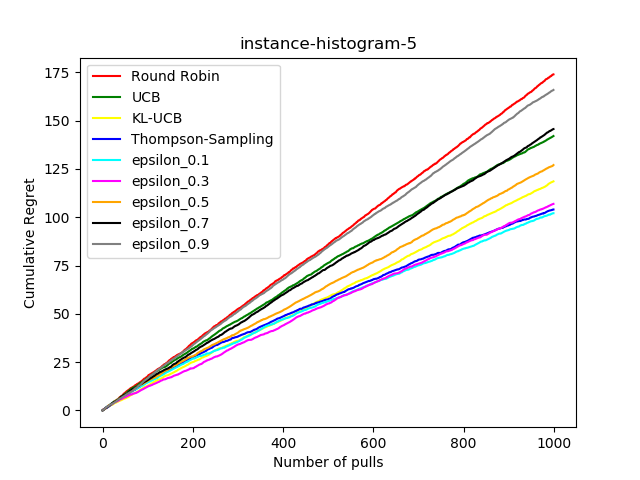 instance-histogram-5
Cumulative Regret
175
150
125
100
75
50
25
0
Round Robin
UCB
KL-UCB
Thompson-Sampling
epsilon_0.1
epsilon_0.3
epsilon_0.5
epsilon_0.7
epsilon_0.9
0 200 400 600 800 1000
Number of pulls